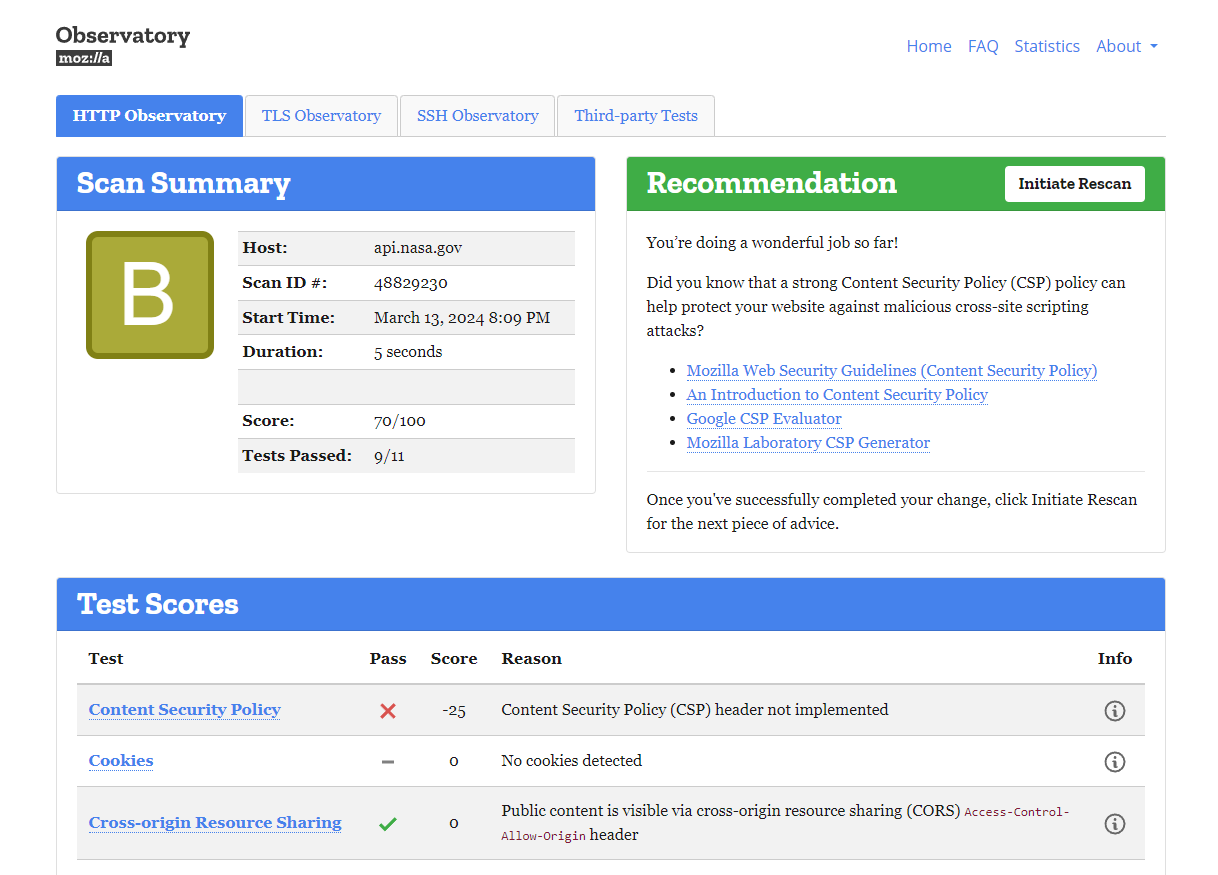 Observatory
moz://a
Home FAQ Statistics About
HTTP Observatory TLS Observatory SSH Observatory Third-party Tests
Scan Summary
B
Host: api.nasa.gov
Scan ID #: 48829230
Start Time: March 13, 2024 8:09 PM
Duration: 5 seconds
Score: 70/100
Tests Passed: 9/11
Recommendation Initiate Rescan
You’re doing a wonderful job so far!
Did you know that a strong Content Security Policy (CSP) policy can
help protect your website against malicious cross-site scripting
attacks?
Mozilla Web Security Guidelines (Content Security Policy)
An Introduction to Content Security Policy
Google CSP Evaluator
Mozilla Laboratory CSP Generator
Once you've successfully completed your change, click Initiate Rescan
for the next piece of advice.
Test Scores
Test Pass Score Reason Info
Content Security Policy -25 Content Security Policy (CSP) header not implemented
Cookies 0 No cookies detected
Cross-origin Resource Sharing 0 Public content is visible via cross-origin resource sharing (CORS) Access-Control-
Allow-Origin header